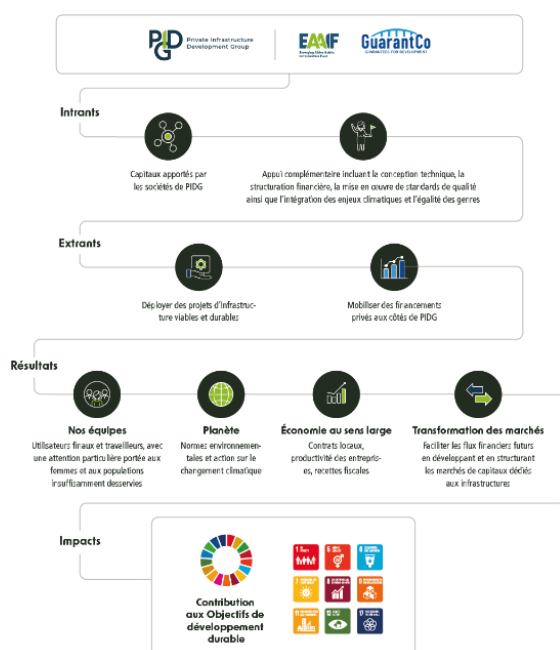 PIDG Private Infrastructure
Development Group
EAAIF
GuarantCo
GUARANTEES FOR DEVELOPMENT
Intrants
Capitaux apportés par
les sociétés de PIDG
Appui complémentaire incluant la conception technique, la
structuration financière, la mise en œuvre de standards de qualité
ainsi que l'intégration des enjeux climatiques et l'égalité des genres
Extrants
Déployer des projets d'infrastruc-
ture viables et durables
Mobiliser des financements
privés aux côtés de PIDG
Résultats
Nos équipes
Utilisateurs finaux et travailleurs, avec
une attention particulière portée aux
femmes et aux populations
insuffisamment desservies
Planète
Normes environnemen-
tales et action sur le
changement climatique
Économie au sens large
Contrats locaux,
productivité des entrepris-
es, recettes fiscales
Transformation des marchés
Faciliter les flux financiers futurs
en développant et en structurant
les marchés de capitaux dédiés
aux infrastructures
Impacts
Contribution
aux Objectifs de
développement
durable